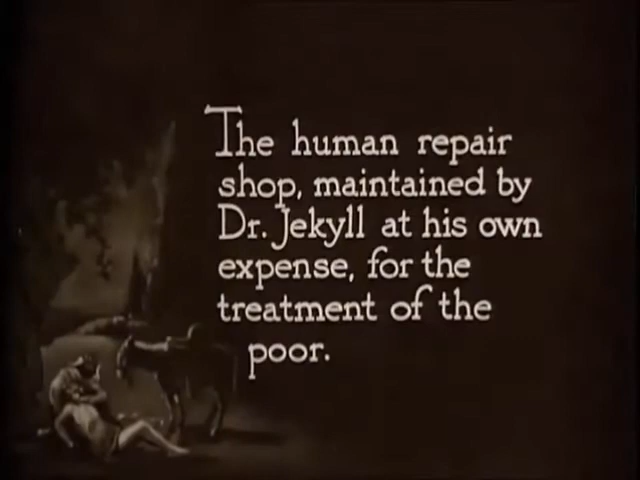 The human repair
shop, maintained by
Dr. Jekyll at his own
expense, for the
treatment of the
poor.